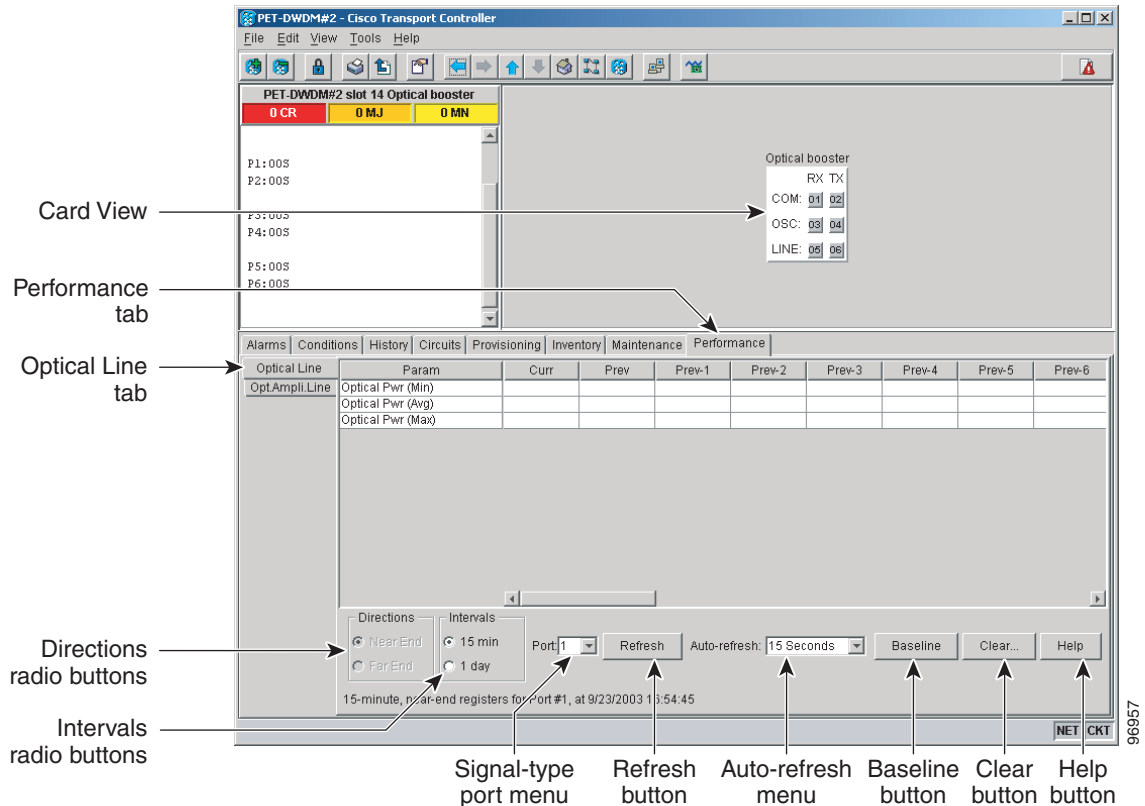 PET-DWDM#2 - Cisco Transport Controller
File Edit View Tools Help
PET-DWDM#2 slot 14 Optical booster
0 CR 0 MJ 0 MN
P1:OOS
P2:OOS
P3:OOS
P4:OOS
P5:OOS
P6:OOS
Optical booster
RX TX
COM: 01 02
OSC: 03 04
LINE: 05 06
Card View
Performance
tab
Optical Line
tab
Alarms Conditions History Circuits Provisioning Inventory Maintenance Performance
Optical Line Param Curr Prev Prev-1 Prev-2 Prev-3 Prev-4 Prev-5 Prev-6
Opt.Ampli.Line Optical Pwr (Min)
Optical Pwr (Avg)
Optical Pwr (Max)
Directions Intervals
Near End 15 min Port: 1 Refresh Auto-refresh: 15 Seconds Baseline Clear... Help
Far End 1 day
15-minute, near-end registers for Port #1, at 9/23/2003 16:54:45
NET CKT
Directions
radio buttons
Intervals
radio buttons
Signal-type Refresh Auto-refresh Baseline Clear Help
port menu button menu button button button
96957